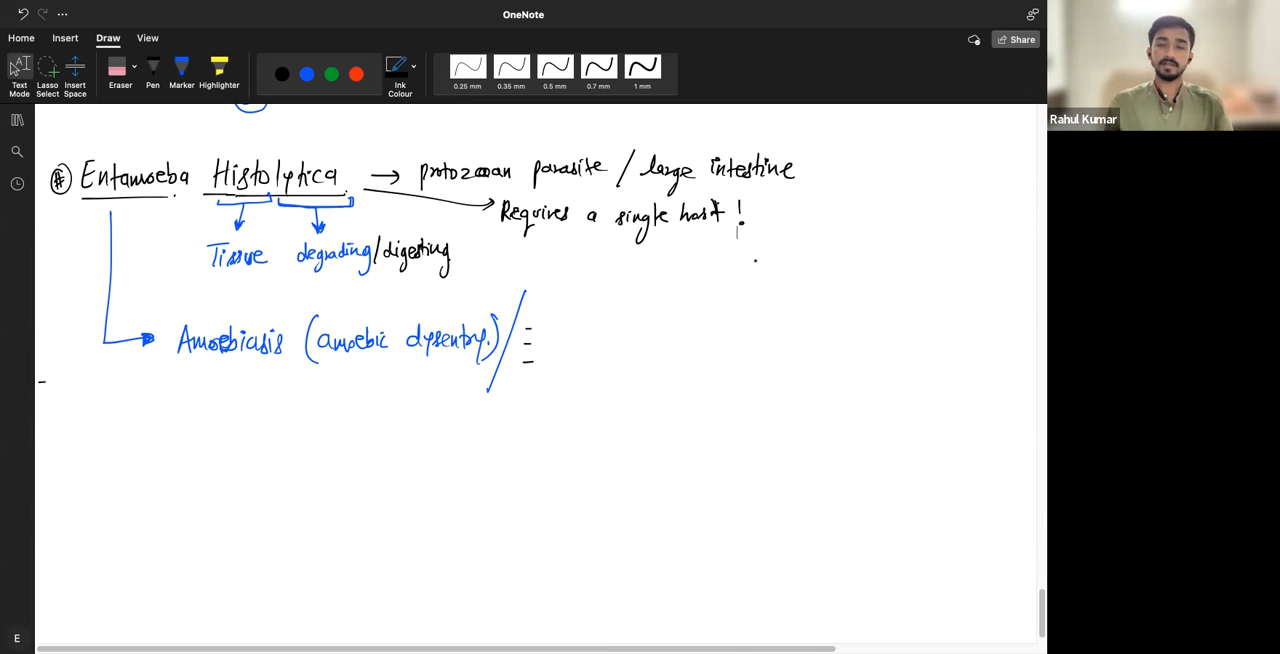 OneNote
Home Insert Draw View
Share
Text Mode Lasso Select Insert Space Eraser Pen Marker Highlighter Ink Colour 0.25 mm 0.35 mm 0.5 mm 0.7 mm 1 mm
Rahul Kumar
# Entamoeba Histolytica → protozoan parasite / large intestine
→ Requires a single host !
Tissue degrading/digesting
Amoebiasis (amoebic dysentry.)
E